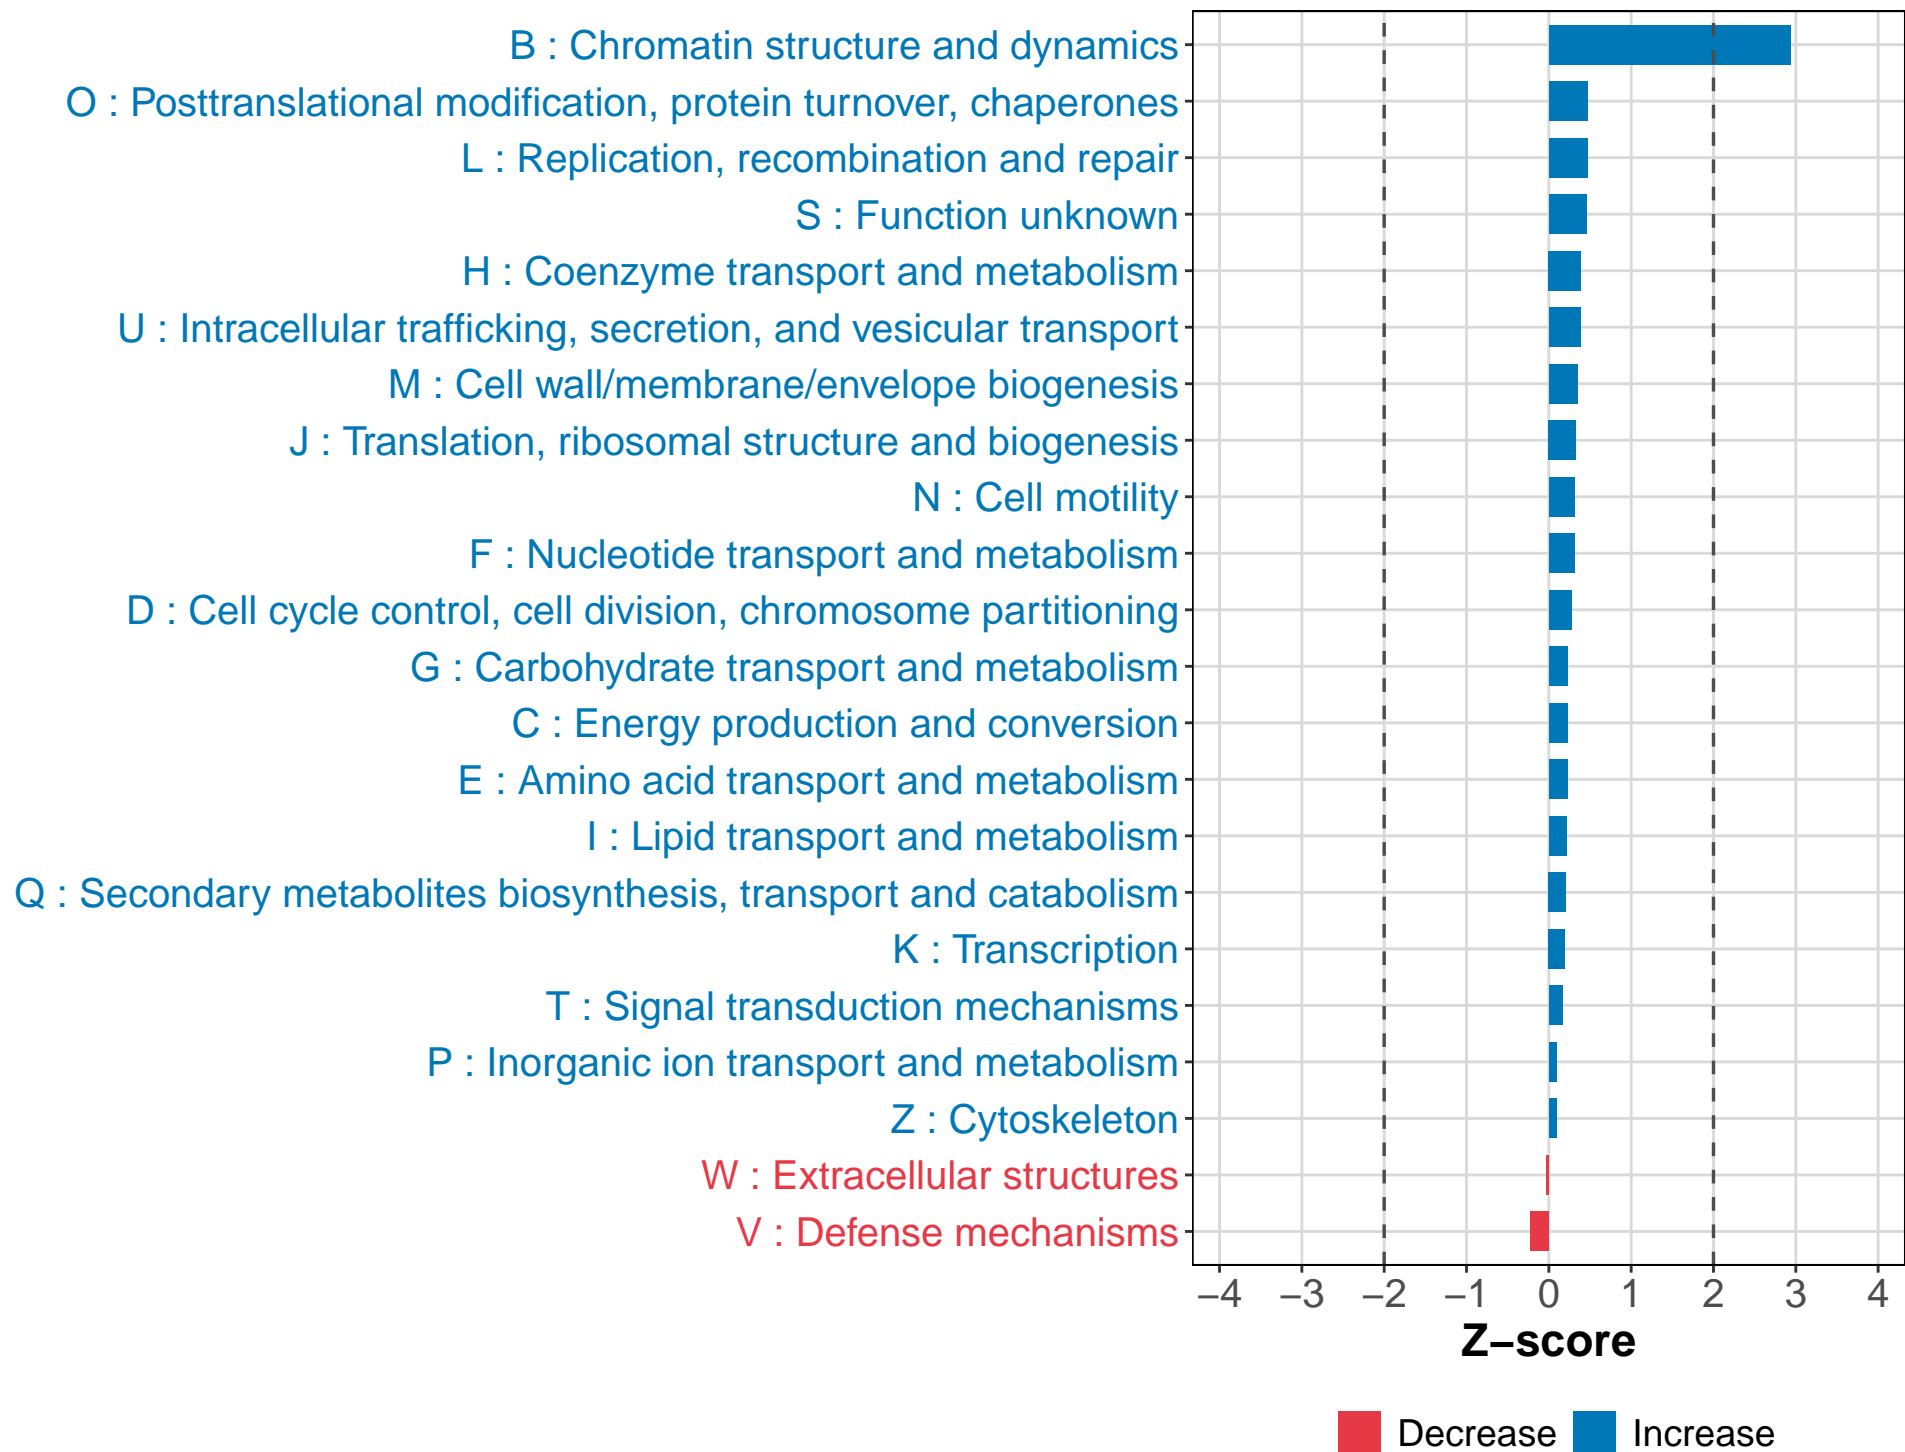 B : Chromatin structure and dynamics
O : Posttranslational modification, protein turnover, chaperones
L : Replication, recombination and repair
S : Function unknown
H : Coenzyme transport and metabolism
U : Intracellular trafficking, secretion, and vesicular transport
M : Cell wall/membrane/envelope biogenesis
J : Translation, ribosomal structure and biogenesis
N : Cell motility
F : Nucleotide transport and metabolism
D : Cell cycle control, cell division, chromosome partitioning
G : Carbohydrate transport and metabolism
C : Energy production and conversion
E : Amino acid transport and metabolism
I : Lipid transport and metabolism
Q : Secondary metabolites biosynthesis, transport and catabolism
K : Transcription
T : Signal transduction mechanisms
P : Inorganic ion transport and metabolism
Z : Cytoskeleton
W : Extracellular structures
V : Defense mechanisms
−4 −3 −2 −1 0 1 2 3 4
Z−score
Decrease Increase